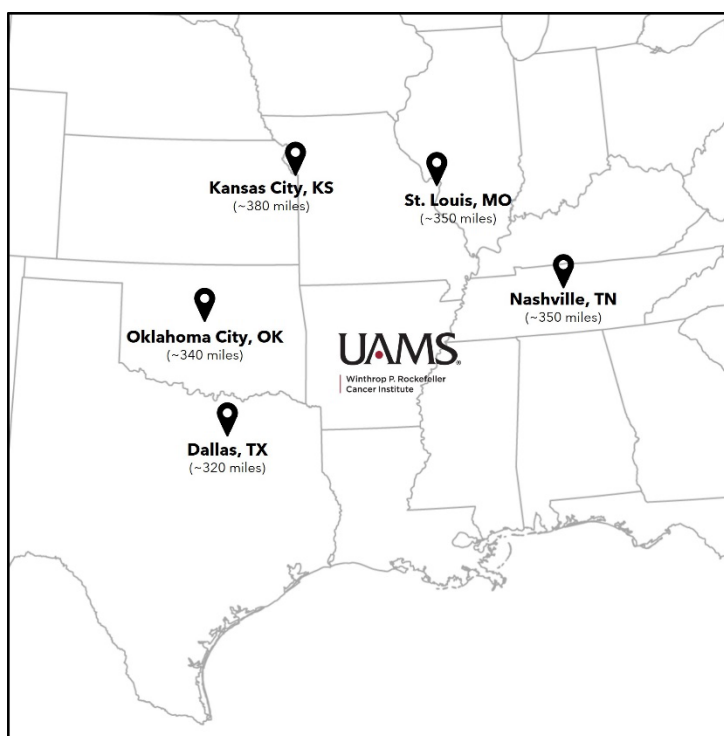 Kansas City, KS
(~380 miles)
St. Louis, MO
(~350 miles)
Nashville, TN
(~350 miles)
Oklahoma City, OK
(~340 miles)
UAMS®
Winthrop P. Rockefeller
Cancer Institute
Dallas, TX
(~320 miles)